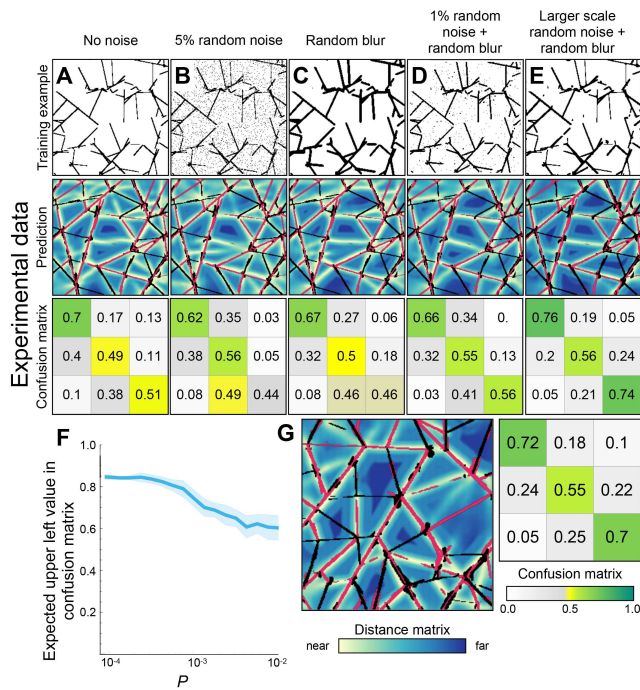 No noise
5% random noise
Random blur
1% random
noise +
random blur
Larger scale
random noise +
random blur
Experimental data
Training example
A
B
C
D
E
Prediction
Confusion matrix
0.7 0.17 0.13
0.4 0.49 0.11
0.1 0.38 0.51
0.62 0.35 0.03
0.38 0.56 0.05
0.08 0.49 0.44
0.67 0.27 0.06
0.32 0.5 0.18
0.08 0.46 0.46
0.66 0.34 0.
0.32 0.55 0.13
0.03 0.41 0.56
0.76 0.19 0.05
0.2 0.56 0.24
0.05 0.21 0.74
F
Expected upper left value in
confusion matrix
1.0
0.8
0.6
0.4
0.2
10-4
10-3
10-2
P
G
Distance matrix
near
far
0.72 0.18 0.1
0.24 0.55 0.22
0.05 0.25 0.7
Confusion matrix
0.0 0.5 1.0